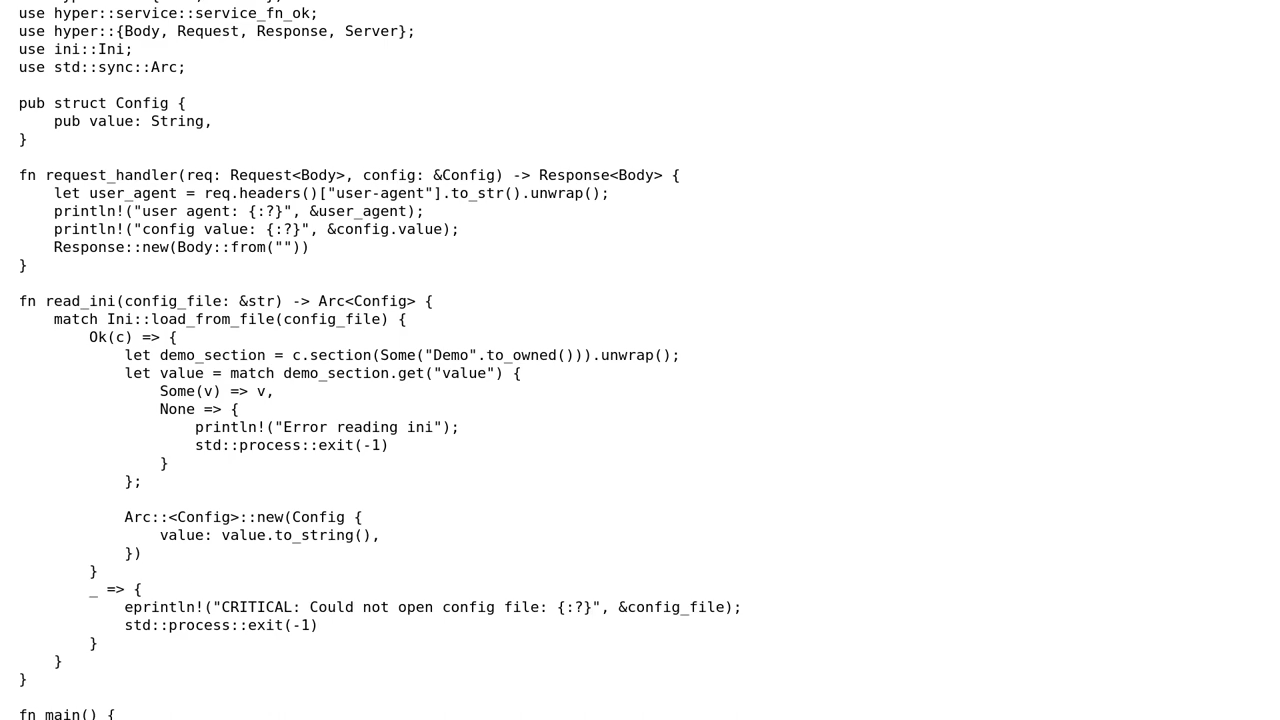 use hyper::service::service_fn_ok;
use hyper::{Body, Request, Response, Server};
use ini::Ini;
use std::sync::Arc;

pub struct Config {
    pub value: String,
}

fn request_handler(req: Request<Body>, config: &Config) -> Response<Body> {
    let user_agent = req.headers()["user-agent"].to_str().unwrap();
    println!("user agent: {:?}", &user_agent);
    println!("config value: {:?}", &config.value);
    Response::new(Body::from(""))
}

fn read_ini(config_file: &str) -> Arc<Config> {
    match Ini::load_from_file(config_file) {
        Ok(c) => {
            let demo_section = c.section(Some("Demo".to_owned())).unwrap();
            let value = match demo_section.get("value") {
                Some(v) => v,
                None => {
                    println!("Error reading ini");
                    std::process::exit(-1)
                }
            };

            Arc::<Config>::new(Config {
                value: value.to_string(),
            })
        }
        _ => {
            eprintln!("CRITICAL: Could not open config file: {:?}", &config_file);
            std::process::exit(-1)
        }
    }
}

fn main() {